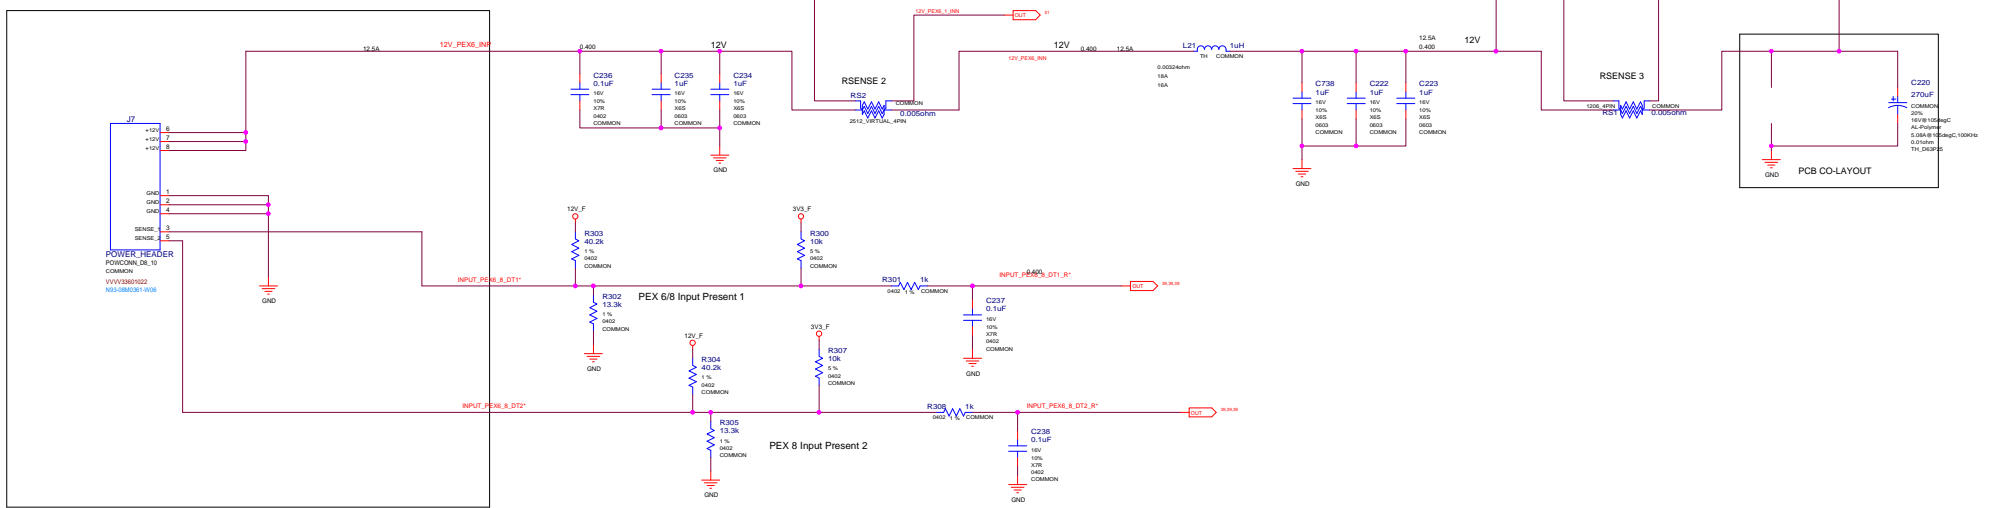 12V_PEX6_1_INN
OUT
12.5A
12V_PEX6_INP
0.400
12V
12V
0.400
12.5A
12V_PEX6_INN
L21
1uH
TH
COMMON
0.00324ohm
18A
16A
12.5A
0.400
12V
C236
0.1uF
16V
10%
X7R
0402
COMMON
C235
1uF
16V
10%
X6S
0603
COMMON
C234
1uF
16V
10%
X6S
0603
COMMON
GND
RSENSE 2
RS2
COMMON
0.005ohm
2512_VIRTUAL_4PIN
C738
1uF
16V
10%
X6S
0603
COMMON
C222
1uF
16V
10%
X6S
0603
COMMON
C223
1uF
16V
10%
X6S
0603
COMMON
GND
RSENSE 3
1206_4PIN
COMMON
RS1
0.005ohm
C220
270uF
COMMON
20%
16V@105degC
AL-Polymer
5.08A@105degC,100KHz
0.01ohm
TH_D63P25
GND
PCB CO-LAYOUT
J7
+12V 6
+12V 7
+12V 8
GND 1
GND 2
GND 4
SENSE_1 3
SENSE_2 5
POWER_HEADER
POWCONN_D8_10
COMMON
VVVV33601022
N93-08M0361-W06
GND
12V_F
R303
40.2k
1 %
0402
COMMON
3V3_F
R300
10k
5 %
0402
COMMON
INPUT_PEX6_8_DT1*
R301
1k
0402
1 %
COMMON
0.400
INPUT_PEX6_8_DT1_R*
OUT
R302
13.3k
1 %
0402
COMMON
GND
PEX 6/8 Input Present 1
C237
0.1uF
16V
10%
X7R
0402
COMMON
GND
12V_F
R304
40.2k
1 %
0402
COMMON
3V3_F
R307
10k
5 %
0402
COMMON
INPUT_PEX6_8_DT2*
R308
1k
0402
1 %
COMMON
INPUT_PEX6_8_DT2_R*
OUT
R305
13.3k
1 %
0402
COMMON
GND
PEX 8 Input Present 2
C238
0.1uF
16V
10%
X7R
0402
COMMON
GND